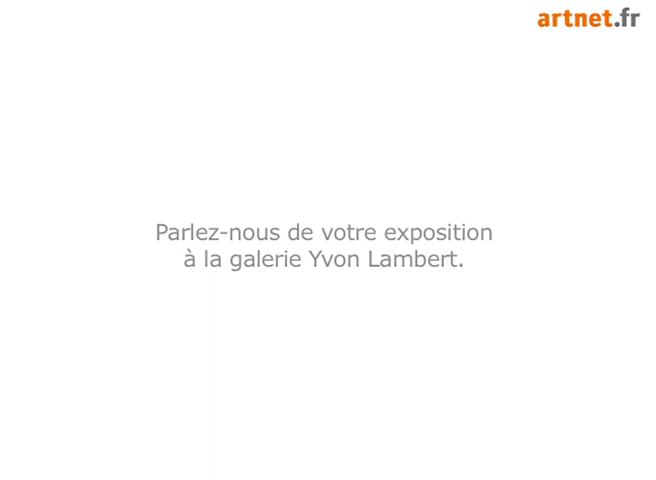 artnet.fr
Parlez-nous de votre exposition
à la galerie Yvon Lambert.